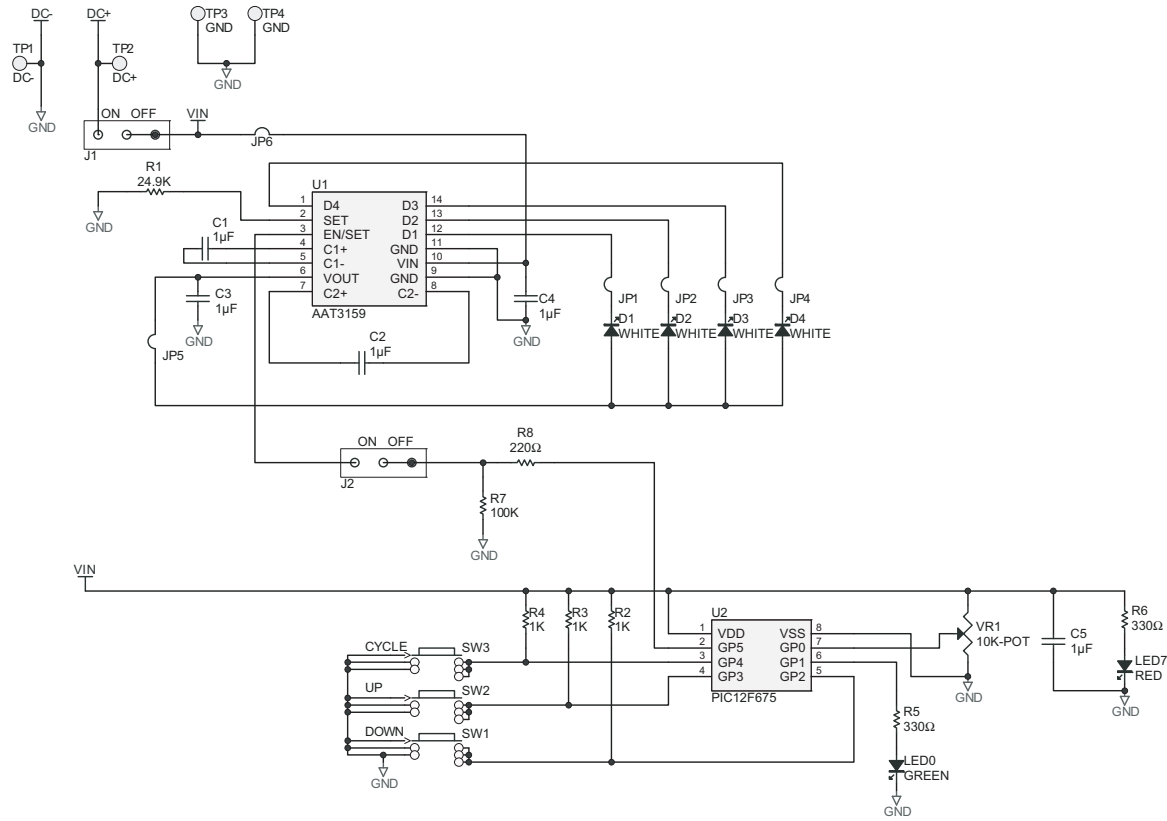 DC-
DC+
TP3
GND
TP4
GND
TP1
DC-
TP2
DC+
GND
GND
ON OFF
VIN
J1
JP6
R1
24.9K
GND
U1
1 D4
2 SET
3 EN/SET
4 C1+
5 C1-
6 VOUT
7 C2+
D3 14
D2 13
D1 12
GND 11
VIN 10
GND 9
C2- 8
AAT3159
C1
1µF
C3
1µF
GND
JP5
C2
1µF
C4
1µF
GND
JP1
JP2
JP3
JP4
D1
WHITE
D2
WHITE
D3
WHITE
D4
WHITE
ON OFF
J2
R8
220Ω
R7
100K
GND
VIN
R4
1K
R3
1K
R2
1K
U2
1 VDD
2 GP5
3 GP4
4 GP3
VSS 8
GP0 7
GP1 6
GP2 5
PIC12F675
VR1
10K-POT
GND
C5
1µF
R6
330Ω
LED7
RED
GND
CYCLE
SW3
UP
SW2
DOWN
SW1
GND
R5
330Ω
LED0
GREEN
GND